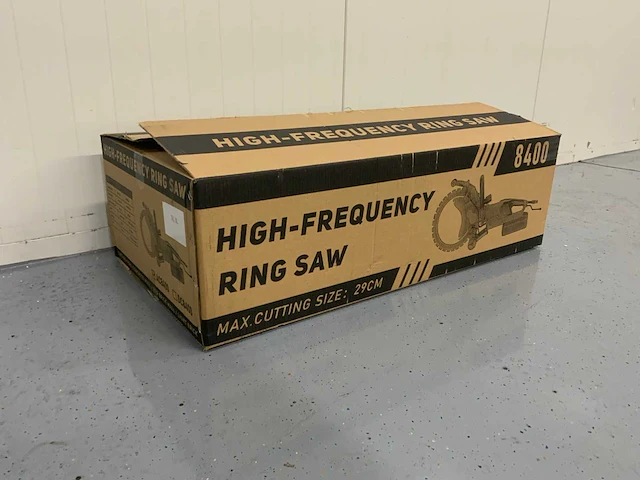 HIGH-FREQUENCY RING SAW
8400
HIGH-FREQUENCY
RING SAW
MAX.CUTTING SIZE: 29CM
HIGH-FREQUENCY RING SAW